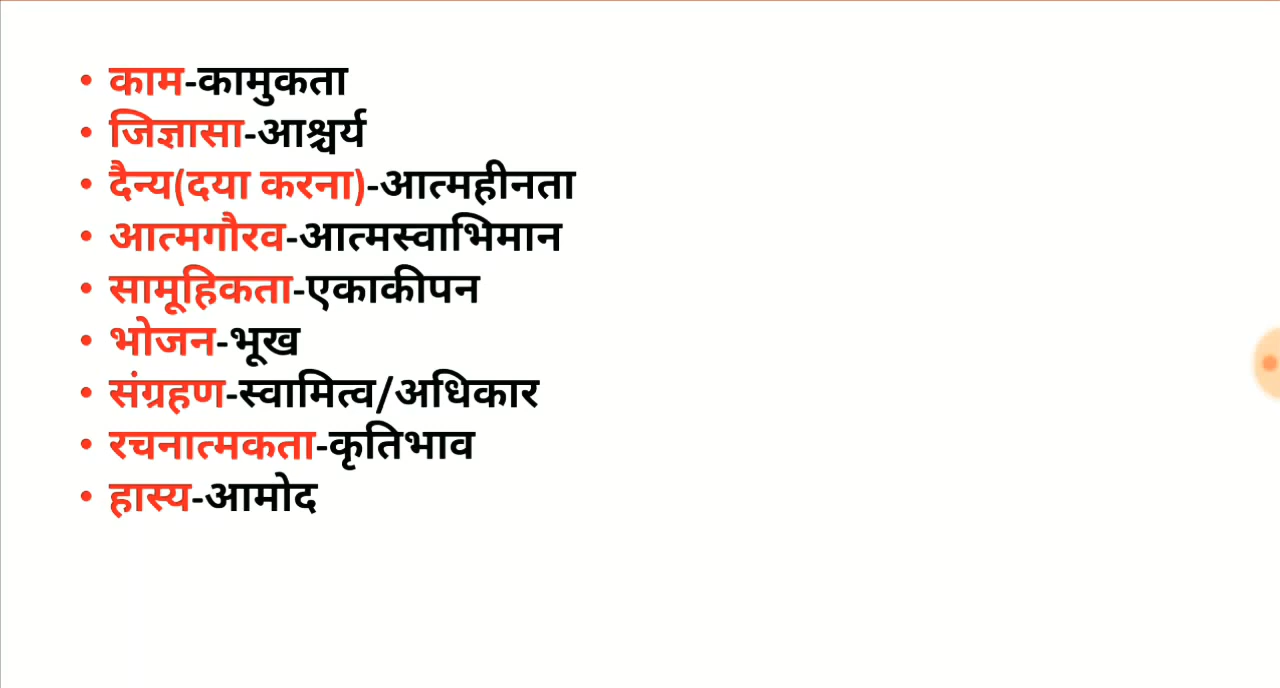 • काम-कामुकता
• जिज्ञासा-आश्चर्य
• दैन्य(दया करना)-आत्महीनता
• आत्मगौरव-आत्मस्वाभिमान
• सामूहिकता-एकाकीपन
• भोजन-भूख
• संग्रहण-स्वामित्व/अधिकार
• रचनात्मकता-कृतिभाव
• हास्य-आमोद